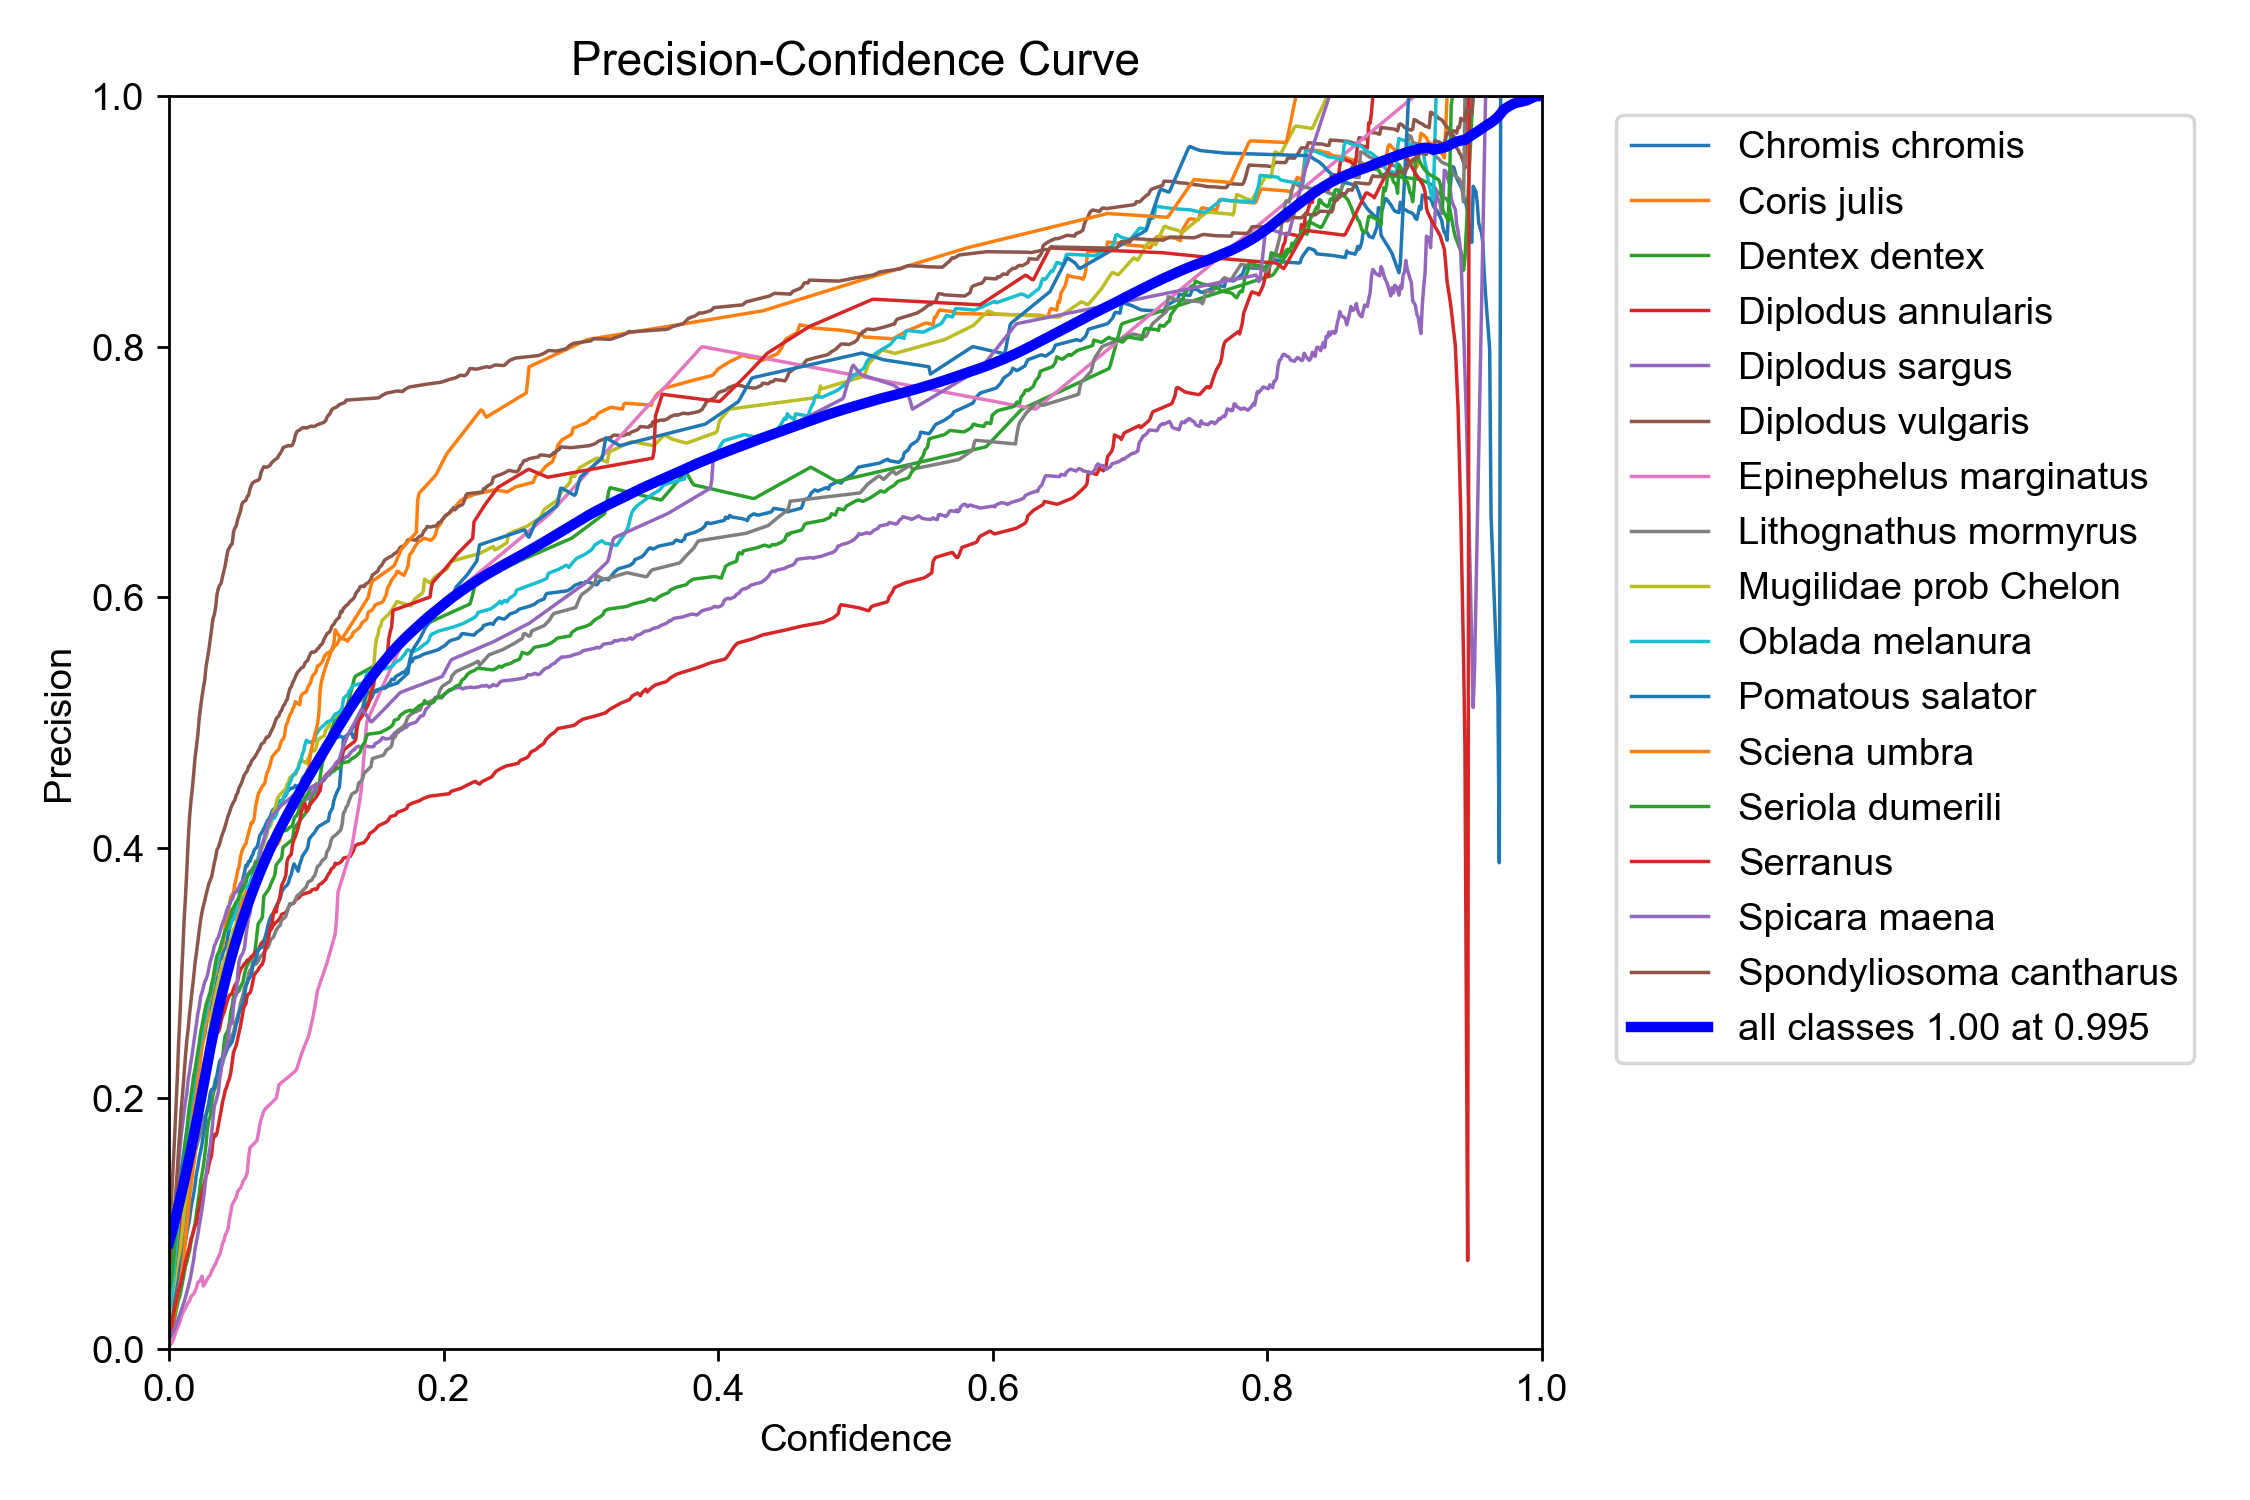 Precision-Confidence Curve
1.0
0.8
0.6
0.4
0.2
0.0
Precision
0.0 0.2 0.4 0.6 0.8 1.0
Confidence
Chromis chromis
Coris julis
Dentex dentex
Diplodus annularis
Diplodus sargus
Diplodus vulgaris
Epinephelus marginatus
Lithognathus mormyrus
Mugilidae prob Chelon
Oblada melanura
Pomatous salator
Sciena umbra
Seriola dumerili
Serranus
Spicara maena
Spondyliosoma cantharus
all classes 1.00 at 0.995